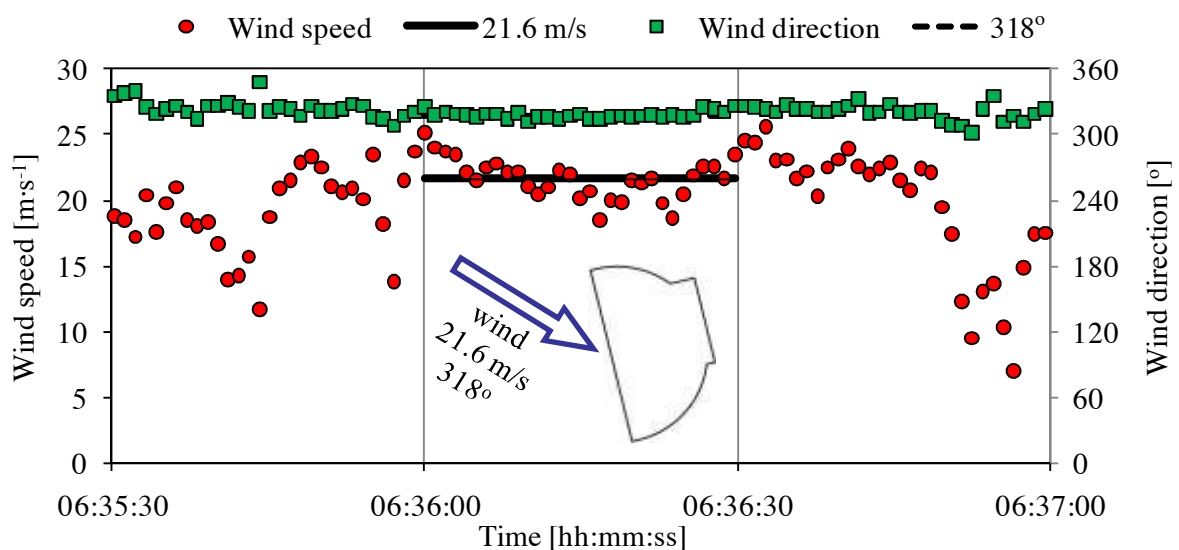 Wind speed 21.6 m/s Wind direction 318º
30 360
25 300
20 240
15 180
10 120
5 60
0 0
Wind speed [m·s⁻¹]
Wind direction [º]
wind
21.6 m/s
318º
06:35:30 06:36:00 06:36:30 06:37:00
Time [hh:mm:ss]